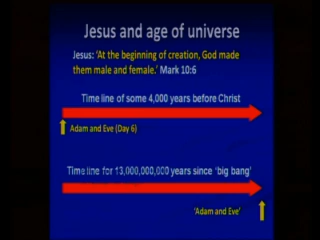 Jesus and age of universe
Jesus: 'At the beginning of creation, God made
them male and female.' Mark 10:6
Time line of some 4,000 years before Christ
Adam and Eve (Day 6)
Time line for 13,000,000,000 years since 'big bang'
'Adam and Eve'